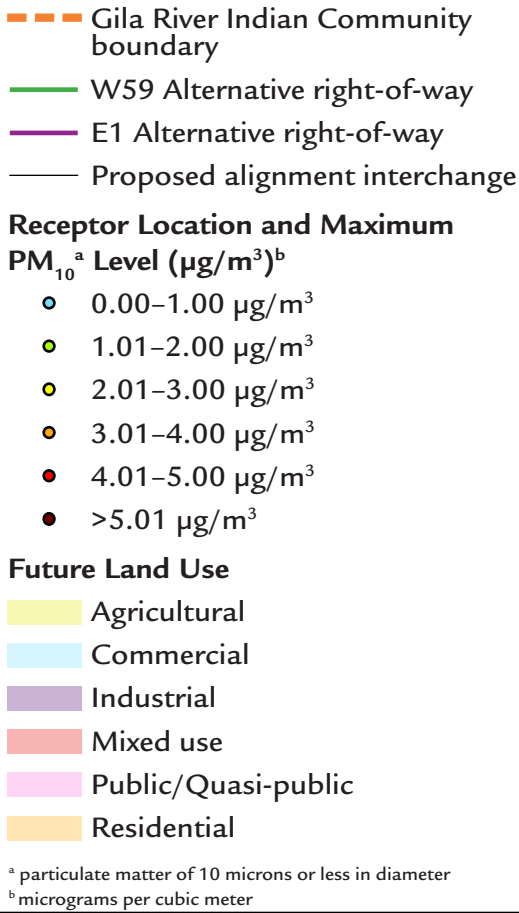 Gila River Indian Community
boundary
W59 Alternative right-of-way
E1 Alternative right-of-way
Proposed alignment interchange
Receptor Location and Maximum
PM₁₀ᵃ Level (µg/m³)ᵇ
0.00–1.00 µg/m³
1.01–2.00 µg/m³
2.01–3.00 µg/m³
3.01–4.00 µg/m³
4.01–5.00 µg/m³
>5.01 µg/m³
Future Land Use
Agricultural
Commercial
Industrial
Mixed use
Public/Quasi-public
Residential
ᵃ particulate matter of 10 microns or less in diameter
ᵇ micrograms per cubic meter